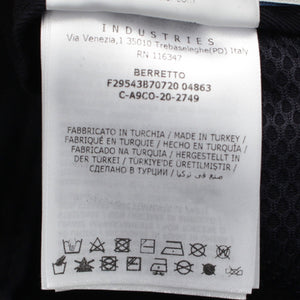 INDUSTRIES
Via Venezia,1 35010 Trebaseleghe(PD) Italy
RN 116347
BERRETTO
F29543B70720 04863
C-A9CO-20-2749
FABBRICATO IN TURCHIA / MADE IN TURKEY /
FABRIQUÉ EN TURQUIE / HECHO EN TURQUÍA /
FABRICADO NA TURQUIA / HERGESTELLT IN
DER TÜRKEI / TÜRKİYE'DE ÜRETİLMEDİR /
СДЕЛАНО В ТУРЦИИ / صنع في تركيا